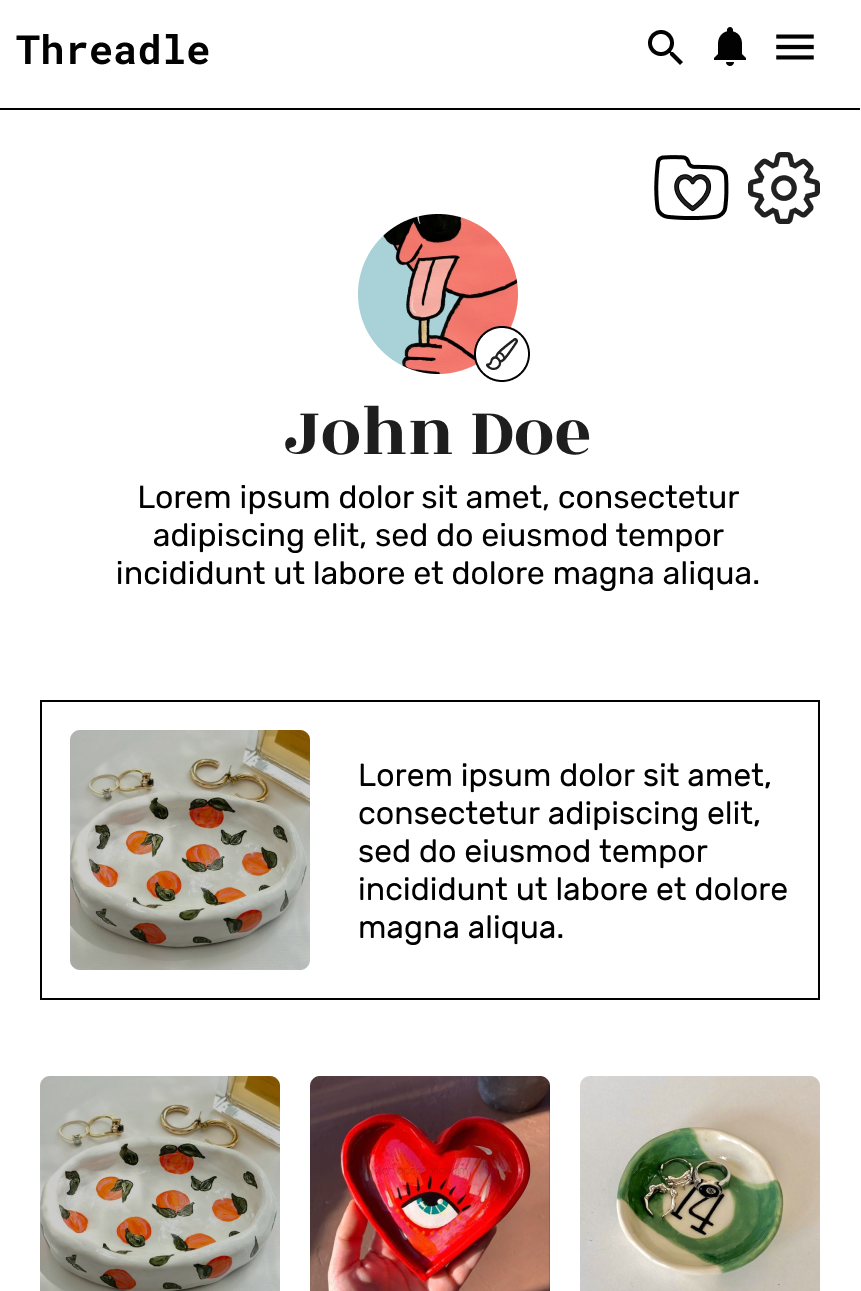 Threadle
John Doe
Lorem ipsum dolor sit amet, consectetur
adipiscing elit, sed do eiusmod tempor
incididunt ut labore et dolore magna aliqua.
Lorem ipsum dolor sit amet,
consectetur adipiscing elit,
sed do eiusmod tempor
incididunt ut labore et dolore
magna aliqua.
14